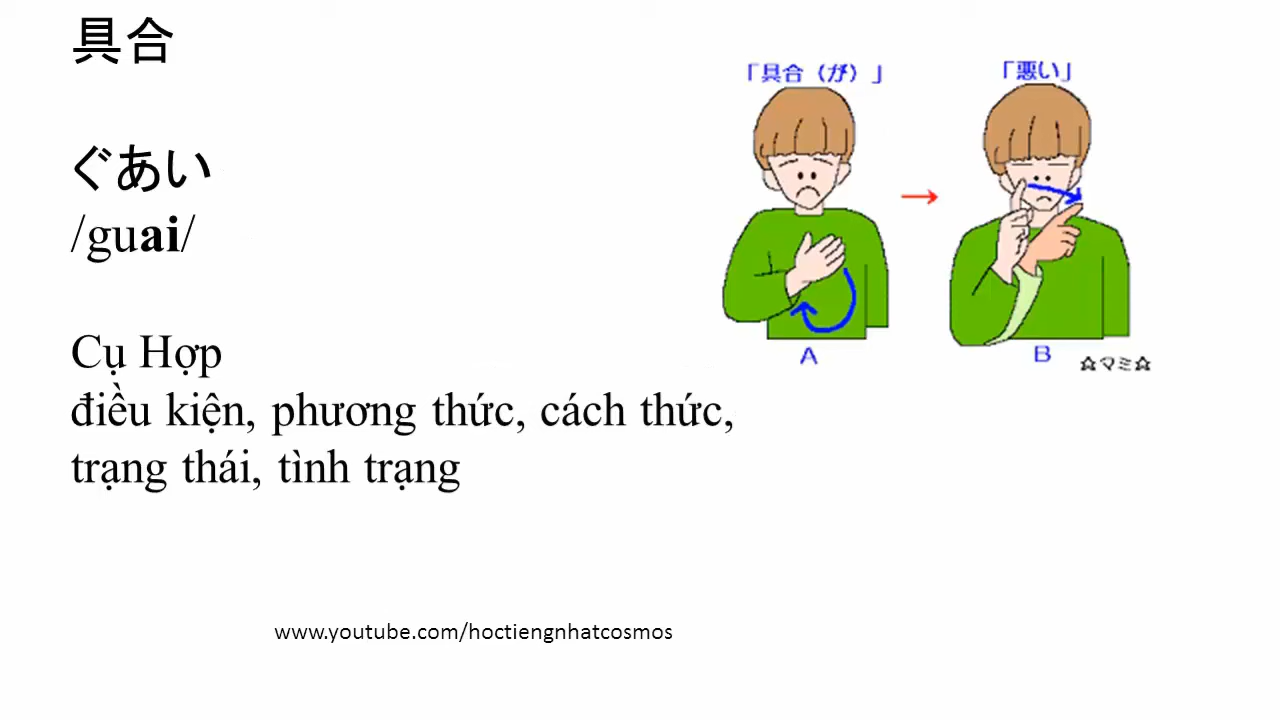 具合
ぐあい
/guai/
Cụ Hợp
điều kiện, phương thức, cách thức,
trạng thái, tình trạng
「具合（が）」
「悪い」
A
B
☆マミ☆
www.youtube.com/hoctiengnhatcosmos